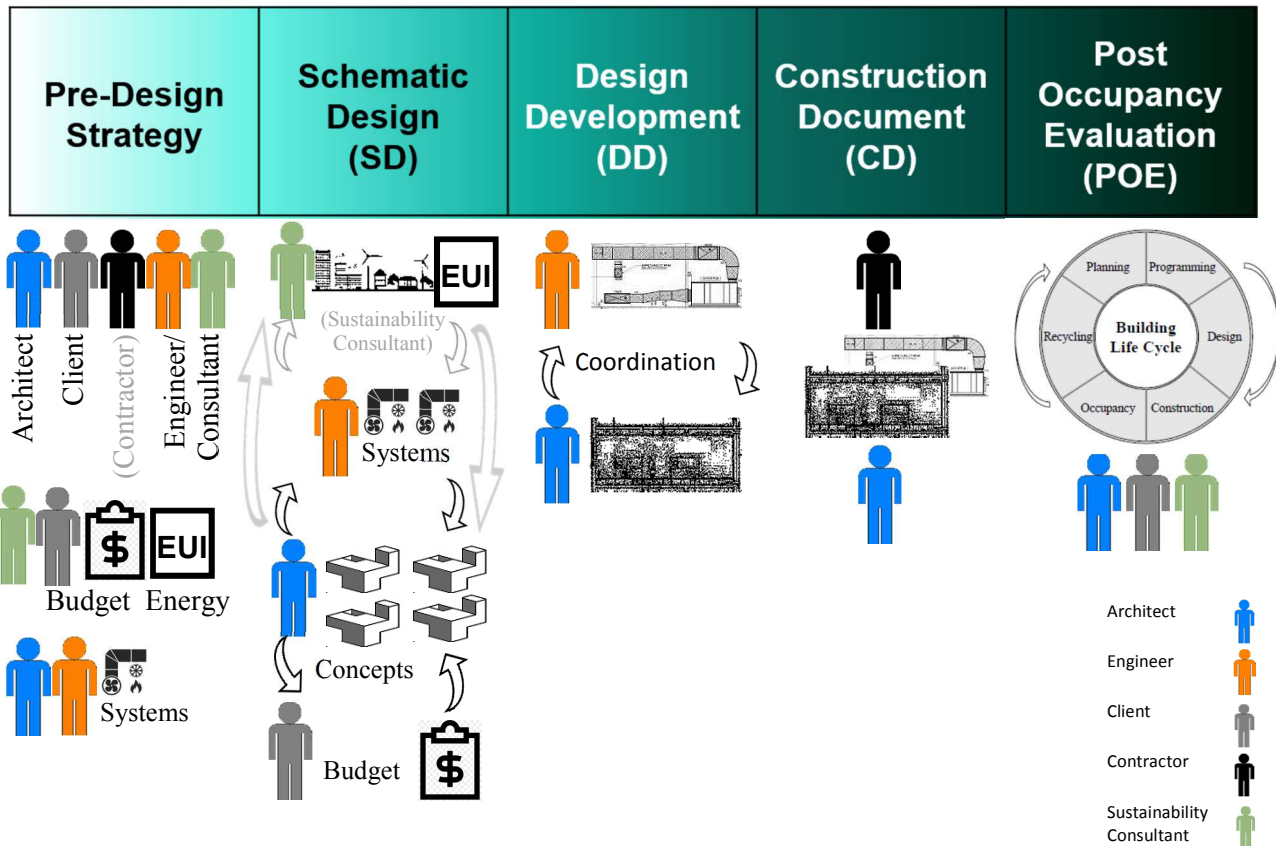 Pre-Design
Strategy
Schematic
Design
(SD)
Design
Development
(DD)
Construction
Document
(CD)
Post
Occupancy
Evaluation
(POE)
Architect
Client
(Contractor)
Engineer/
Consultant
Budget
EUI
Energy
Systems
EUI
(Sustainability
Consultant)
Systems
Concepts
Budget
Coordination
Planning
Programming
Recycling
Building
Life Cycle
Design
Occupancy
Construction
Architect
Engineer
Client
Contractor
Sustainability
Consultant